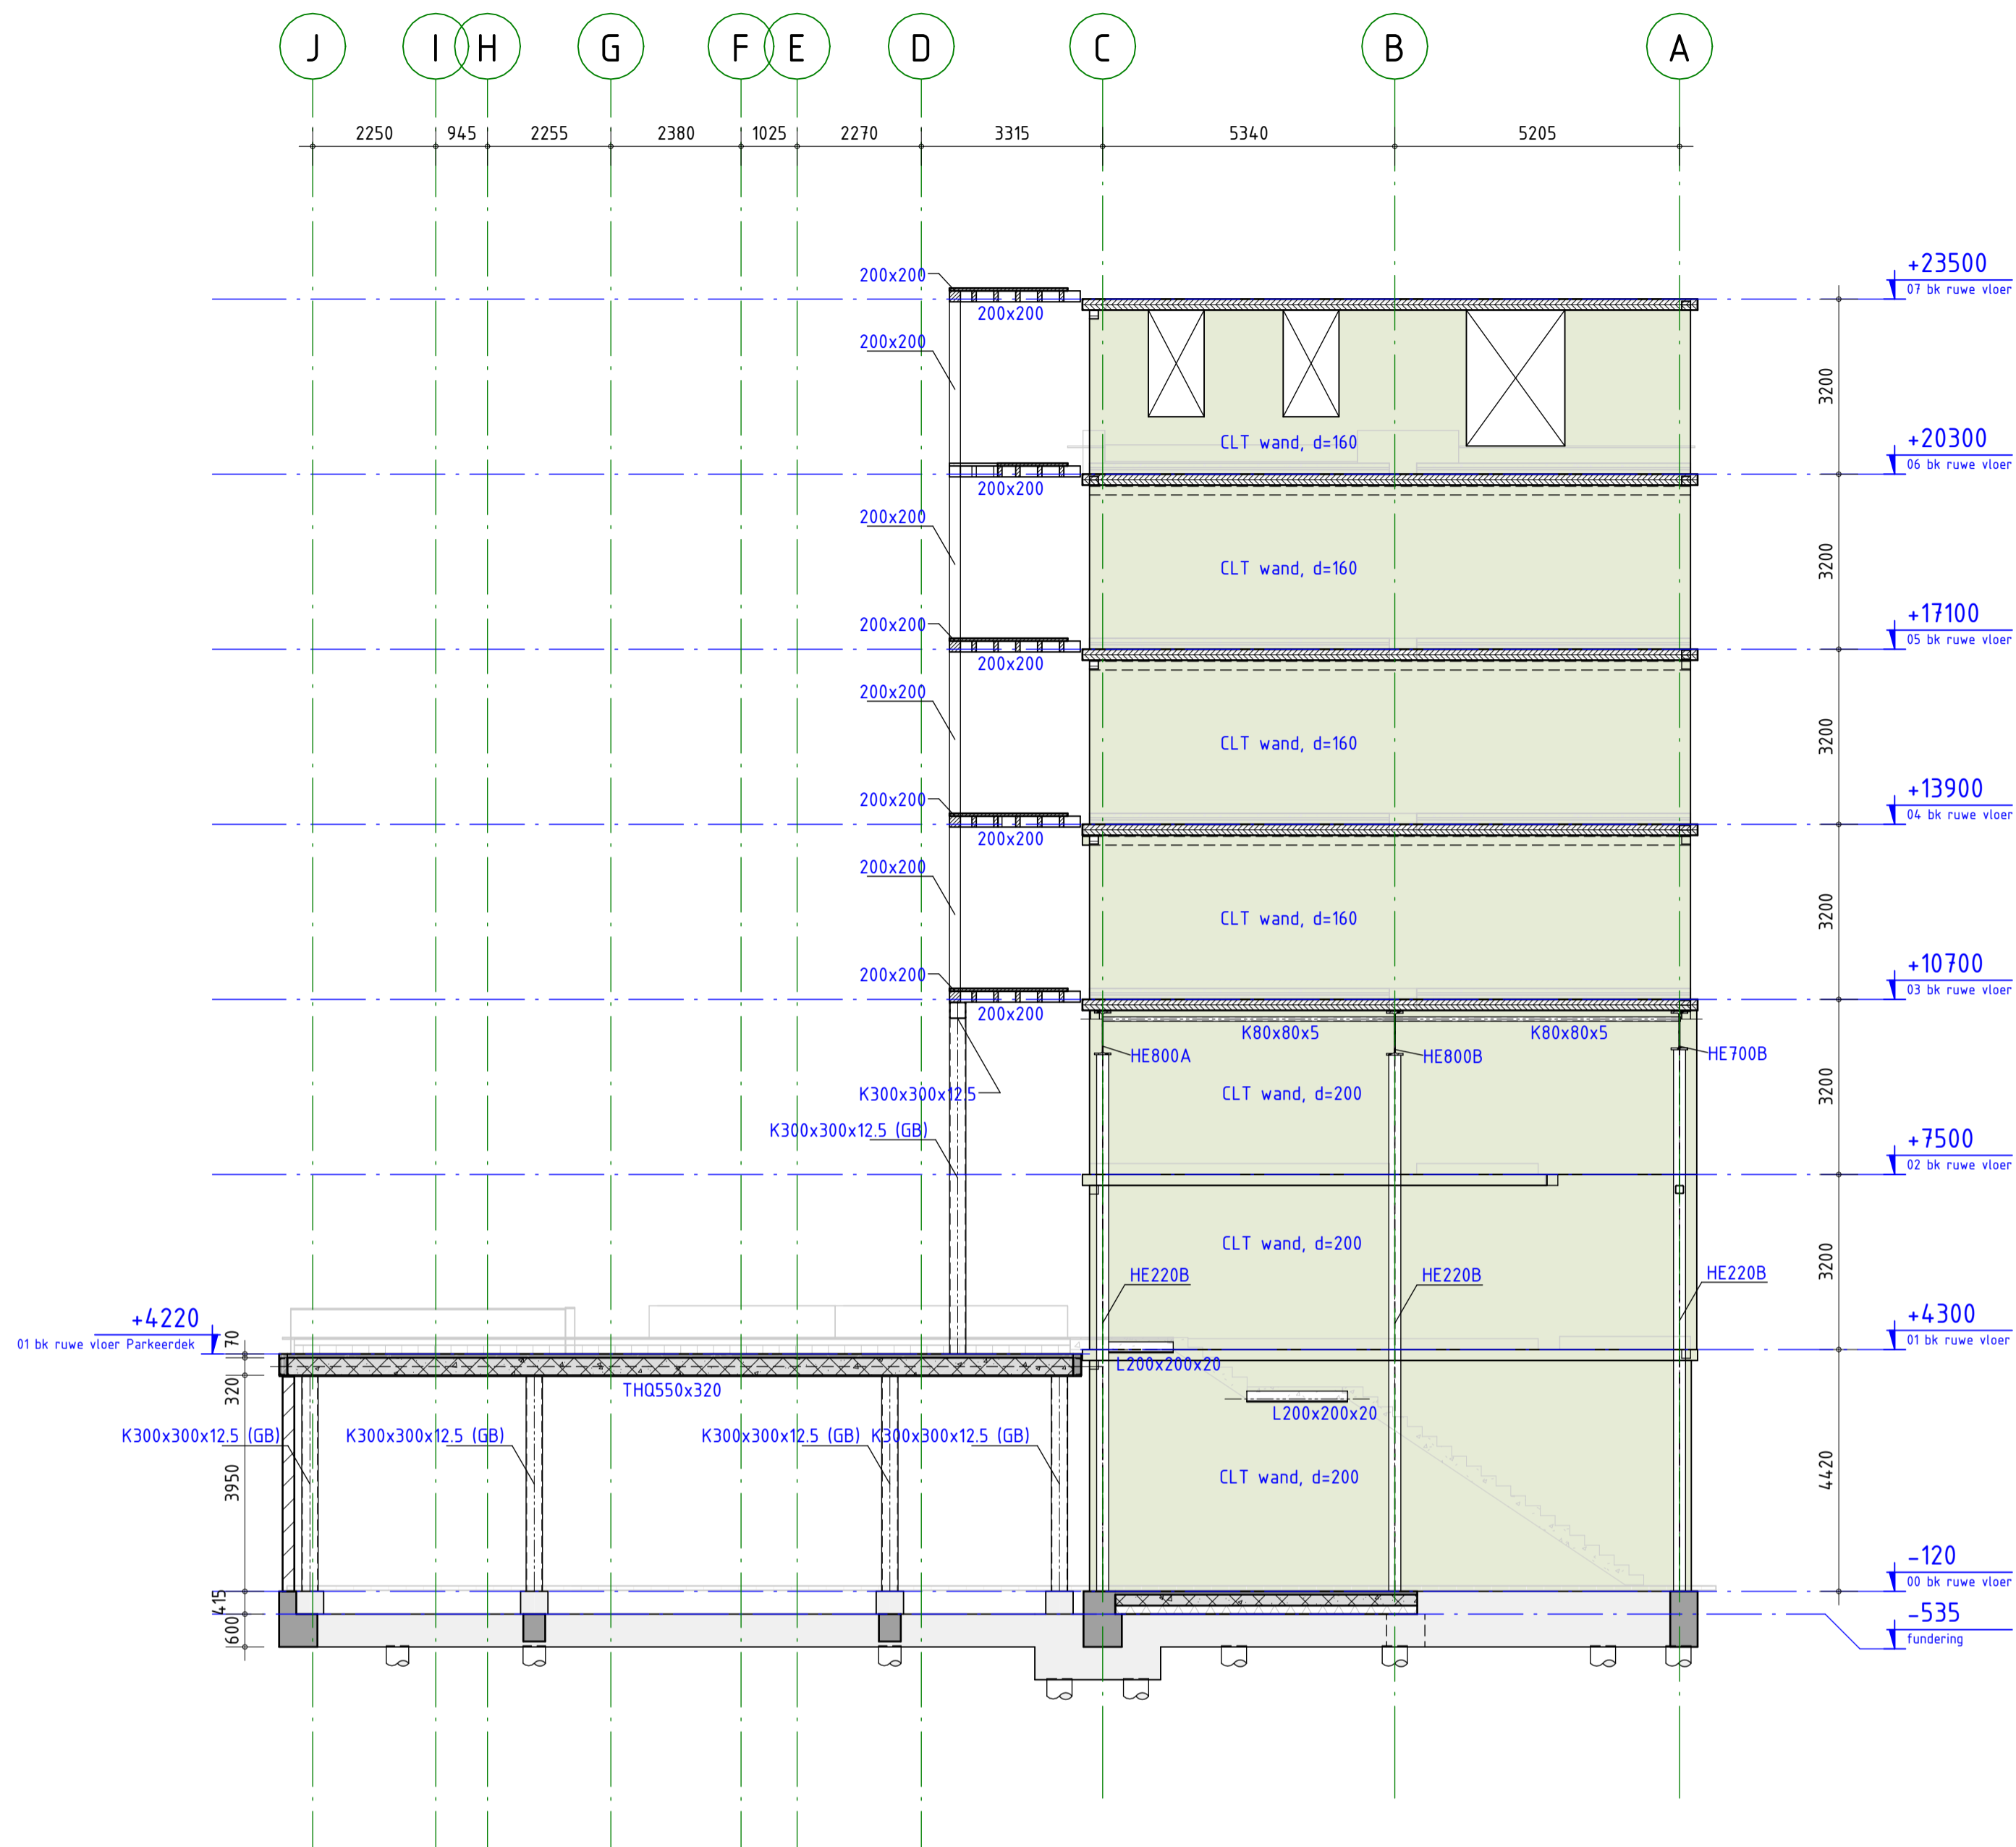 J I H G F E D C B A
2250 945 2255 2380 1025 2270 3315 5340 5205
+23500
07 bk ruwe vloer
200x200
200x200
200x200
3200
CLT wand, d=160
+20300
06 bk ruwe vloer
200x200
200x200
3200
CLT wand, d=160
+17100
05 bk ruwe vloer
200x200
200x200
200x200
3200
CLT wand, d=160
+13900
04 bk ruwe vloer
200x200
200x200
200x200
3200
CLT wand, d=160
+10700
03 bk ruwe vloer
200x200
200x200
K80x80x5
K80x80x5
HE800A
HE800B
HE700B
3200
K300x300x12.5
CLT wand, d=200
K300x300x12.5 (GB)
+7500
02 bk ruwe vloer
CLT wand, d=200
3200
HE220B
HE220B
HE220B
+4220
01 bk ruwe vloer Parkeerdek
70
+4300
01 bk ruwe vloer
L200x200x20
320
THQ550x320
L200x200x20
K300x300x12.5 (GB)
K300x300x12.5 (GB)
K300x300x12.5 (GB)
K300x300x12.5 (GB)
3950
CLT wand, d=200
4420
-120
00 bk ruwe vloer
415
-535
fundering
600